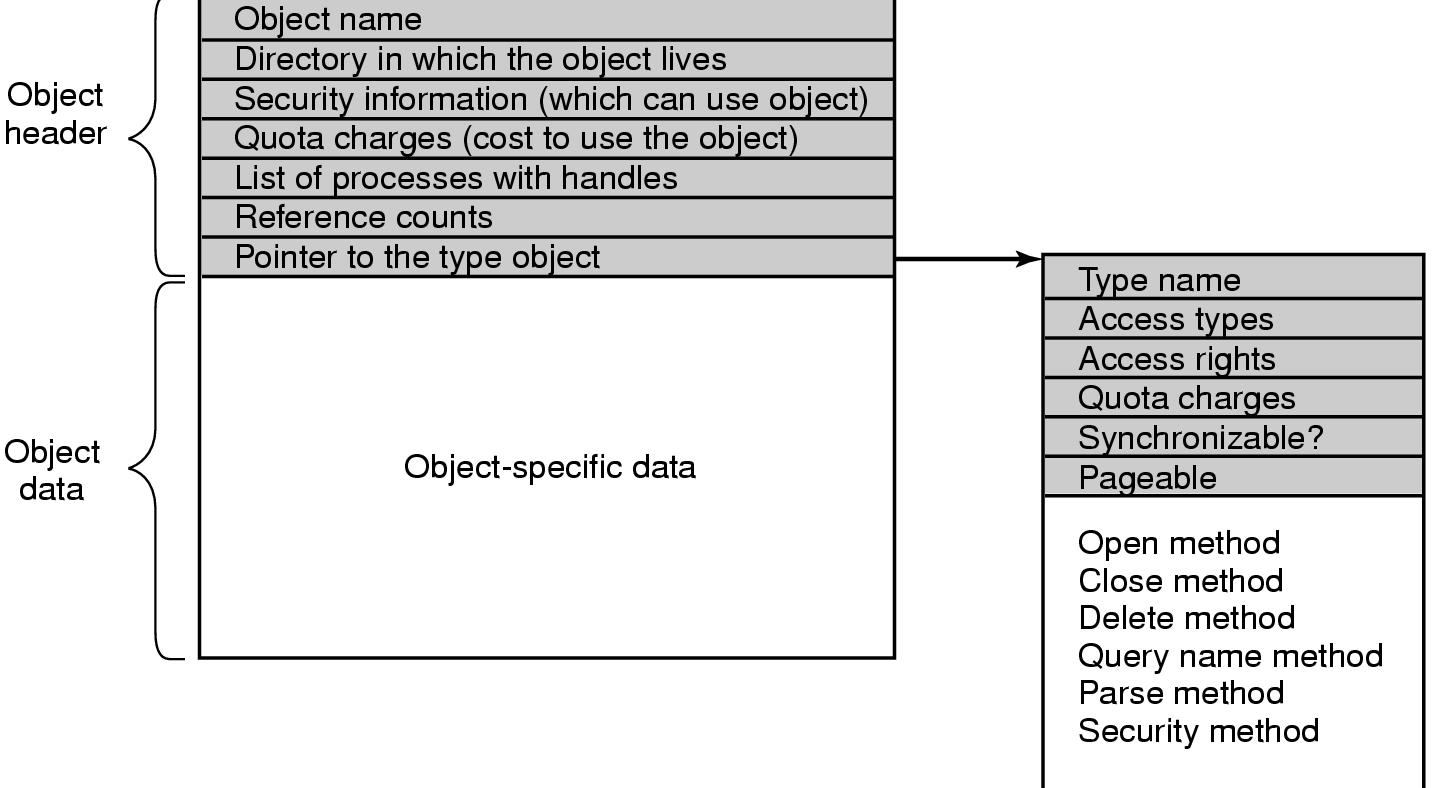 Object name
Directory in which the object lives
Security information (which can use object)
Quota charges (cost to use the object)
List of processes with handles
Reference counts
Pointer to the type object
Object
header
Object-specific data
Object
data
Type name
Access types
Access rights
Quota charges
Synchronizable?
Pageable
Open method
Close method
Delete method
Query name method
Parse method
Security method